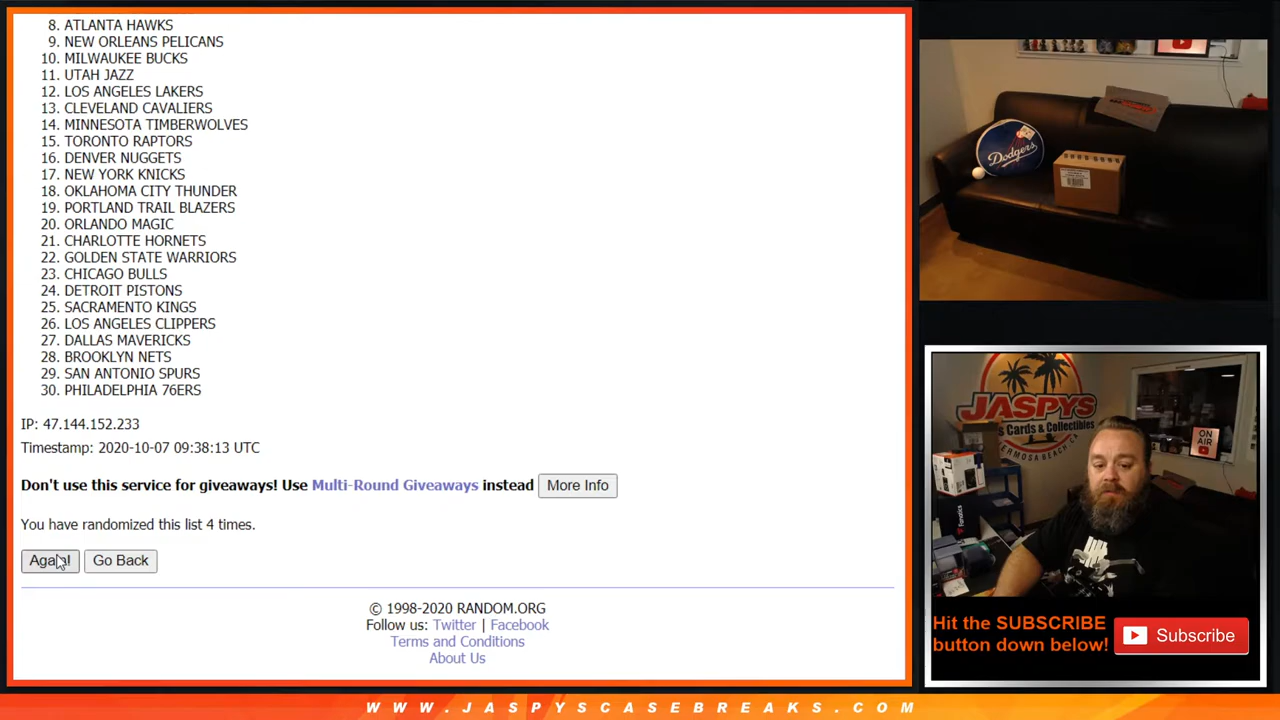 8. ATLANTA HAWKS
9. NEW ORLEANS PELICANS
10. MILWAUKEE BUCKS
11. UTAH JAZZ
12. LOS ANGELES LAKERS
13. CLEVELAND CAVALIERS
14. MINNESOTA TIMBERWOLVES
15. TORONTO RAPTORS
16. DENVER NUGGETS
17. NEW YORK KNICKS
18. OKLAHOMA CITY THUNDER
19. PORTLAND TRAIL BLAZERS
20. ORLANDO MAGIC
21. CHARLOTTE HORNETS
22. GOLDEN STATE WARRIORS
23. CHICAGO BULLS
24. DETROIT PISTONS
25. SACRAMENTO KINGS
26. LOS ANGELES CLIPPERS
27. DALLAS MAVERICKS
28. BROOKLYN NETS
29. SAN ANTONIO SPURS
30. PHILADELPHIA 76ERS
IP: 47.144.152.233
Timestamp: 2020-10-07 09:38:13 UTC
Don't use this service for giveaways! Use Multi-Round Giveaways instead More Info
You have randomized this list 4 times.
Again! Go Back
© 1998-2020 RANDOM.ORG
Follow us: Twitter | Facebook
Terms and Conditions
About Us
Dodgers
JASPYS
Cards & Collectibles
ERMOSA BEACH, CA
ON AIR
Fanatics
Hit the SUBSCRIBE
button down below!
Subscribe
WWW.JASPYSCASEBREAKS.COM